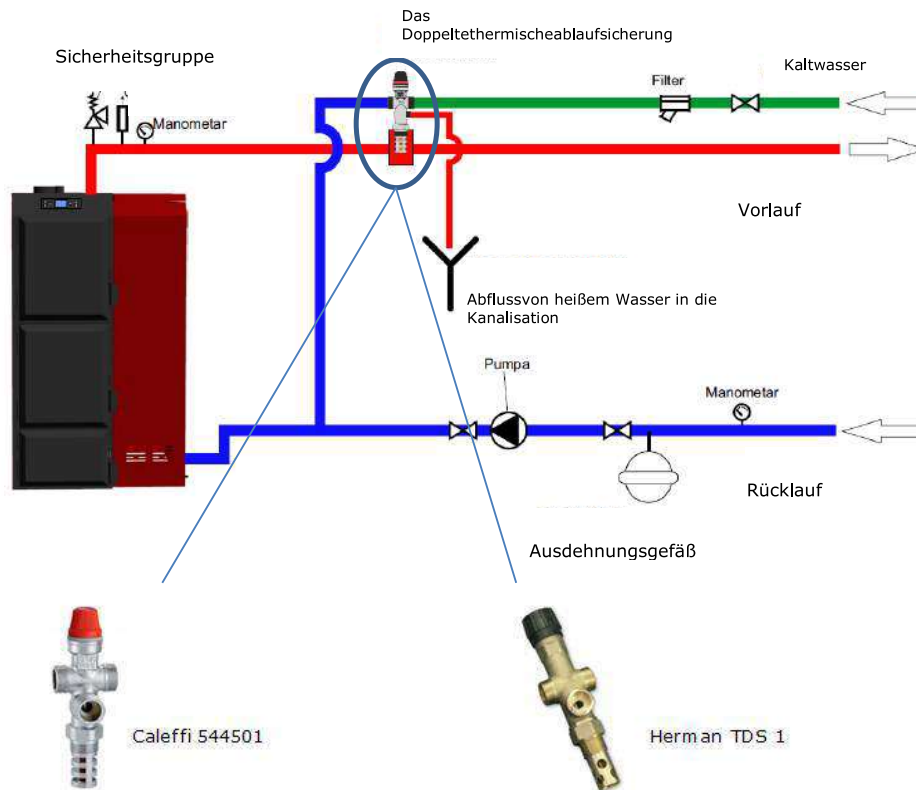 Das
Doppeltethermischeablaufsicherung
Sicherheitsgruppe
Kaltwasser
Filter
Manometar
Vorlauf
Abflussvon heißem Wasser in die
Kanalisation
Pumpa
Manometar
Rücklauf
Ausdehnungsgefäß
Caleffi 544501
Herman TDS 1